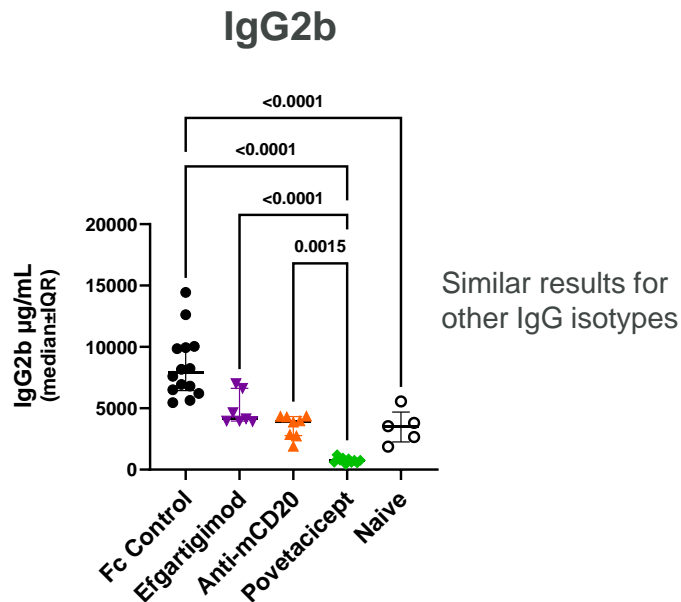 IgG2b
<0.0001
<0.0001
<0.0001
0.0015
20000
15000
10000
5000
0
IgG2b µg/mL
(median±IQR)
Similar results for
other IgG isotypes
Fc Control
Efgartigimod
Anti-mCD20
Povetacicept
Naive